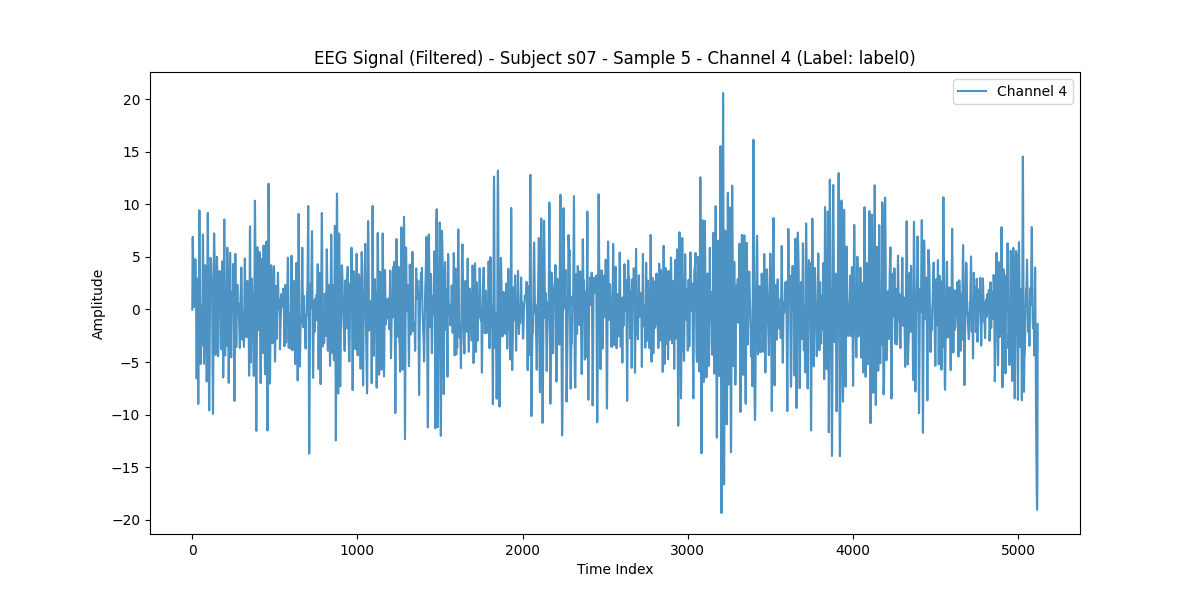 EEG Signal (Filtered) - Subject s07 - Sample 5 - Channel 4 (Label: label0)
Channel 4
20
15
10
5
0
−5
−10
−15
−20
Amplitude
0 1000 2000 3000 4000 5000
Time Index